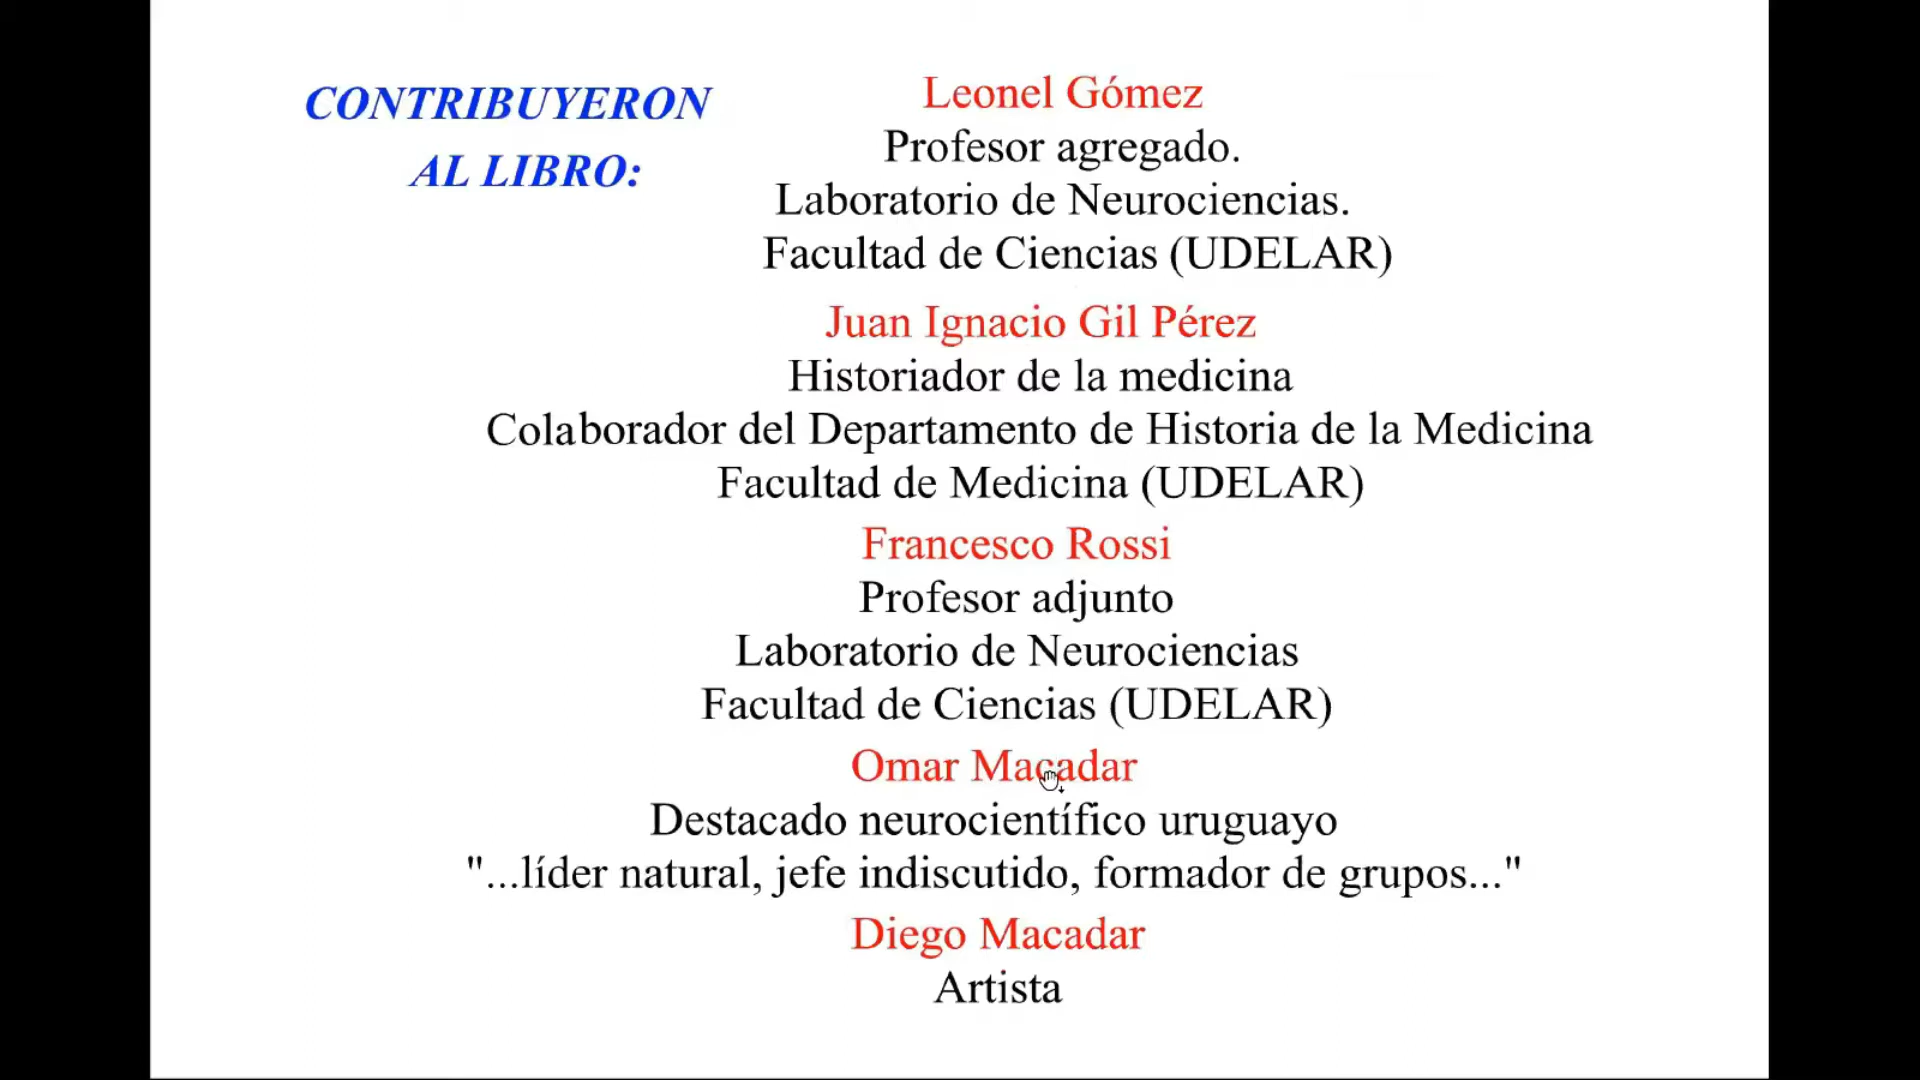 CONTRIBUYERON
AL LIBRO:
Leonel Gómez
Profesor agregado.
Laboratorio de Neurociencias.
Facultad de Ciencias (UDELAR)
Juan Ignacio Gil Pérez
Historiador de la medicina
Colaborador del Departamento de Historia de la Medicina
Facultad de Medicina (UDELAR)
Francesco Rossi
Profesor adjunto
Laboratorio de Neurociencias
Facultad de Ciencias (UDELAR)
Omar Macadar
Destacado neurocientífico uruguayo
"...líder natural, jefe indiscutido, formador de grupos..."
Diego Macadar
Artista